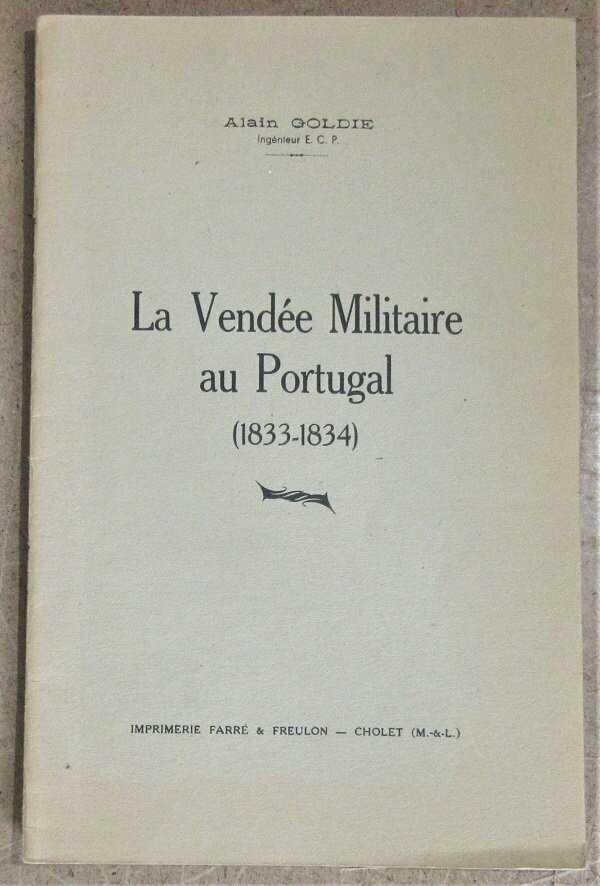 Alain GOLDIE
Ingénieur E. C. P.
La Vendée Militaire
au Portugal
(1833-1834)
IMPRIMERIE FARRÉ & FREULON — CHOLET (M.-&-L.)